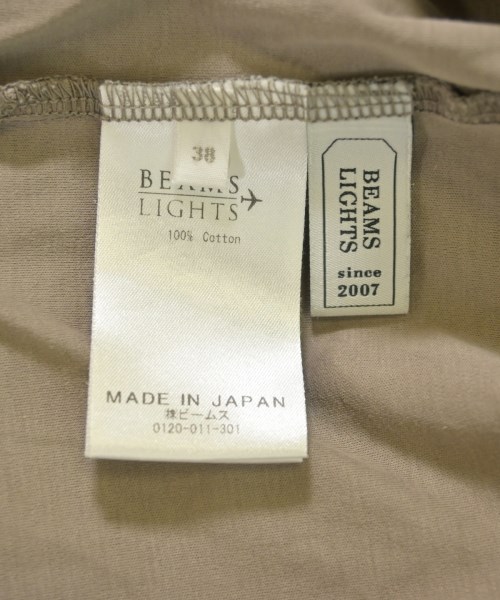 38
BEAMS
LIGHTS
100% Cotton
MADE IN JAPAN
株ビームス
0120-011-301
BEAMS
LIGHTS
since
2007